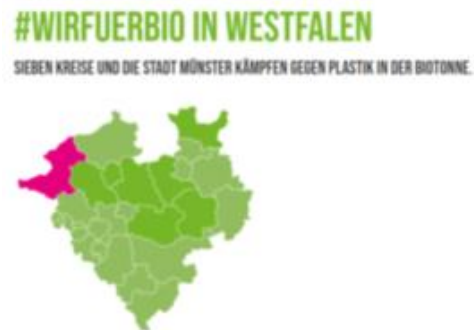 #WIRFUERBIO IN WESTFALEN
SIEBEN KREISE UND DIE STADT MÜNSTER KÄMPFEN GEGEN PLASTIK IN DER BIOTONNE.